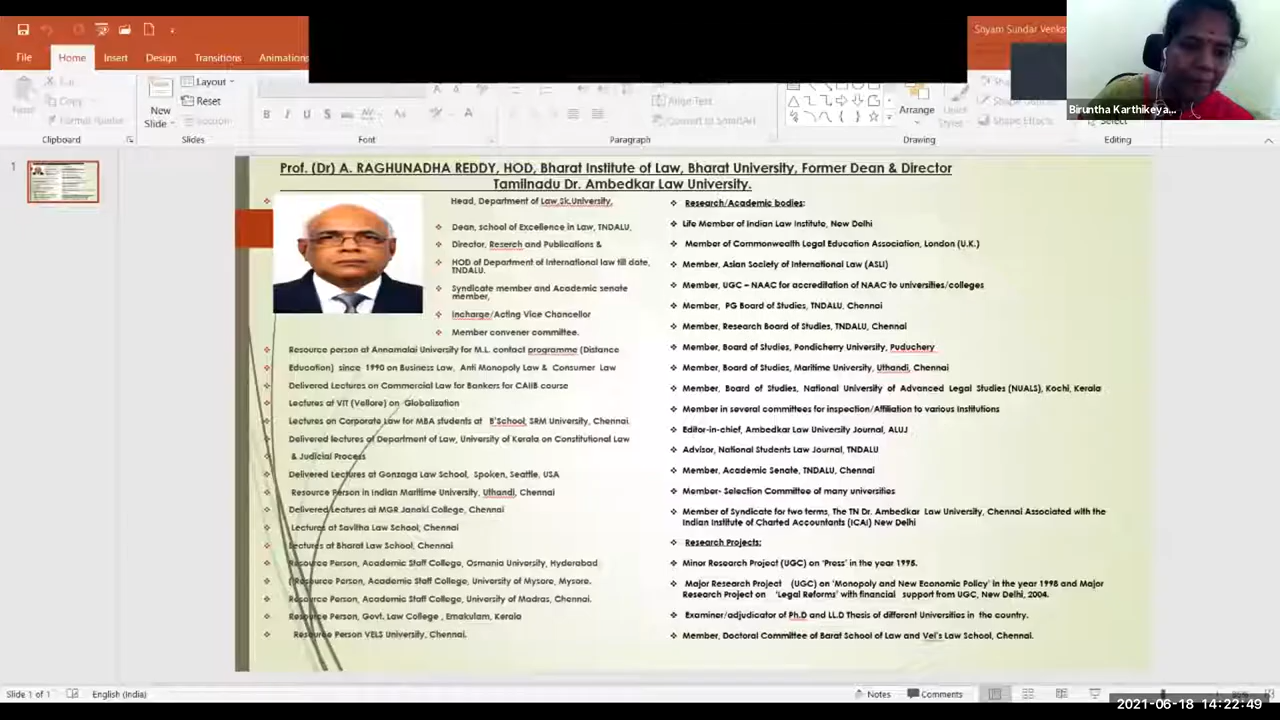 Shyam Sundar Venka
File Home Insert Design Transitions Animations
Biruntha Karthikeya...
Cut
Copy
Format Painter
Paste
New
Slide
Layout
Reset
Section
Align Text
Convert to SmartArt
Arrange
Quick
Styles
Shape Effects
Select
Clipboard
Slides
Font
Paragraph
Drawing
Editing
1
Prof. (Dr) A. RAGHUNADHA REDDY, HOD, Bharat Institute of Law, Bharat University, Former Dean & Director
Tamilnadu Dr. Ambedkar Law University.
Head, Department of Law,Sk.University,
Dean, school of Excellence in Law, TNDALU,
Director, Reserch and Publications &
HOD of Department of International law till date,
TNDALU.
Syndicate member and Academic senate
member,
Incharge/Acting Vice Chancellor
Member convener committee.
Resource person at Annamalai University for M.L. contact programme (Distance
Education) since 1990 on Business Law, Anti Monopoly Law & Consumer Law
Delivered Lectures on Commercial Law for Bankers for CAIIB course
Lectures at VIT (Vellore) on Globalization
Lectures on Corporate Law for MBA students at B'School, SRM University, Chennai.
Delivered lectures of Department of Law, University of Kerala on Constitutional Law
& Judicial Process
Delivered Lectures at Gonzaga Law School, Spoken, Seattle, USA
Resource Person in Indian Maritime University, Uthandi, Chennai
Delivered Lectures at MGR Janaki College, Chennai
Lectures at Savitha Law School, Chennai
Lectures at Bharat Law School, Chennai
Resource Person, Academic Staff College, Osmania University, Hyderabad
(Resource Person, Academic Staff College, University of Mysore, Mysore.
Resource Person, Academic Staff College, University of Madras, Chennai.
Resource Person, Govt. Law College , Ernakulam, Kerala
Resource Person VELS University, Chennai.
Research/Academic bodies:
Life Member of Indian Law Institute, New Delhi
Member of Commonwealth Legal Education Association, London (U.K.)
Member, Asian Society of International Law (ASLI)
Member, UGC – NAAC for accreditation of NAAC to universities/colleges
Member, PG Board of Studies, TNDALU, Chennai
Member, Research Board of Studies, TNDALU, Chennai
Member, Board of Studies, Pondicherry University, Puduchery
Member, Board of Studies, Maritime University, Uthandi, Chennai
Member, Board of Studies, National University of Advanced Legal Studies (NUALS), Kochi, Kerala
Member in several committees for inspection/Affiliation to various Institutions
Editor-in-chief, Ambedkar Law University Journal, ALUJ
Advisor, National Students Law Journal, TNDALU
Member, Academic Senate, TNDALU, Chennai
Member- Selection Committee of many universities
Member of Syndicate for two terms, The TN Dr. Ambedkar Law University, Chennai Associated with the
Indian Institute of Charted Accountants (ICAI) New Delhi
Research Projects:
Minor Research Project (UGC) on 'Press' in the year 1995.
Major Research Project (UGC) on 'Monopoly and New Economic Policy' in the year 1998 and Major
Research Project on 'Legal Reforms' with financial support from UGC, New Delhi, 2004.
Examiner/adjudicator of Ph.D and LL.D Thesis of different Universities in the country.
Member, Doctoral Committee of Barat School of Law and Vel's Law School, Chennai.
Slide 1 of 1 English (India) Notes Comments
2021-06-18 14:22:49